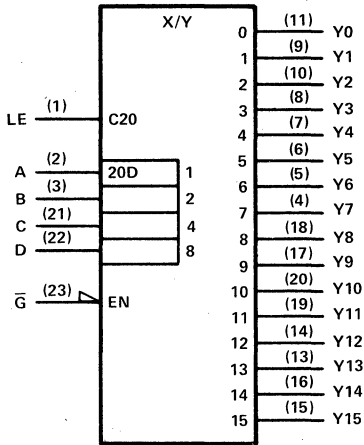 X/Y
0 (11) Y0
1 (9) Y1
2 (10) Y2
3 (8) Y3
LE (1) C20
4 (7) Y4
A (2) 20D 1
5 (6) Y5
B (3) 2
6 (5) Y6
C (21) 4
7 (4) Y7
D (22) 8
8 (18) Y8
9 (17) Y9
G̅ (23) EN
10 (20) Y10
11 (19) Y11
12 (14) Y12
13 (13) Y13
14 (16) Y14
15 (15) Y15